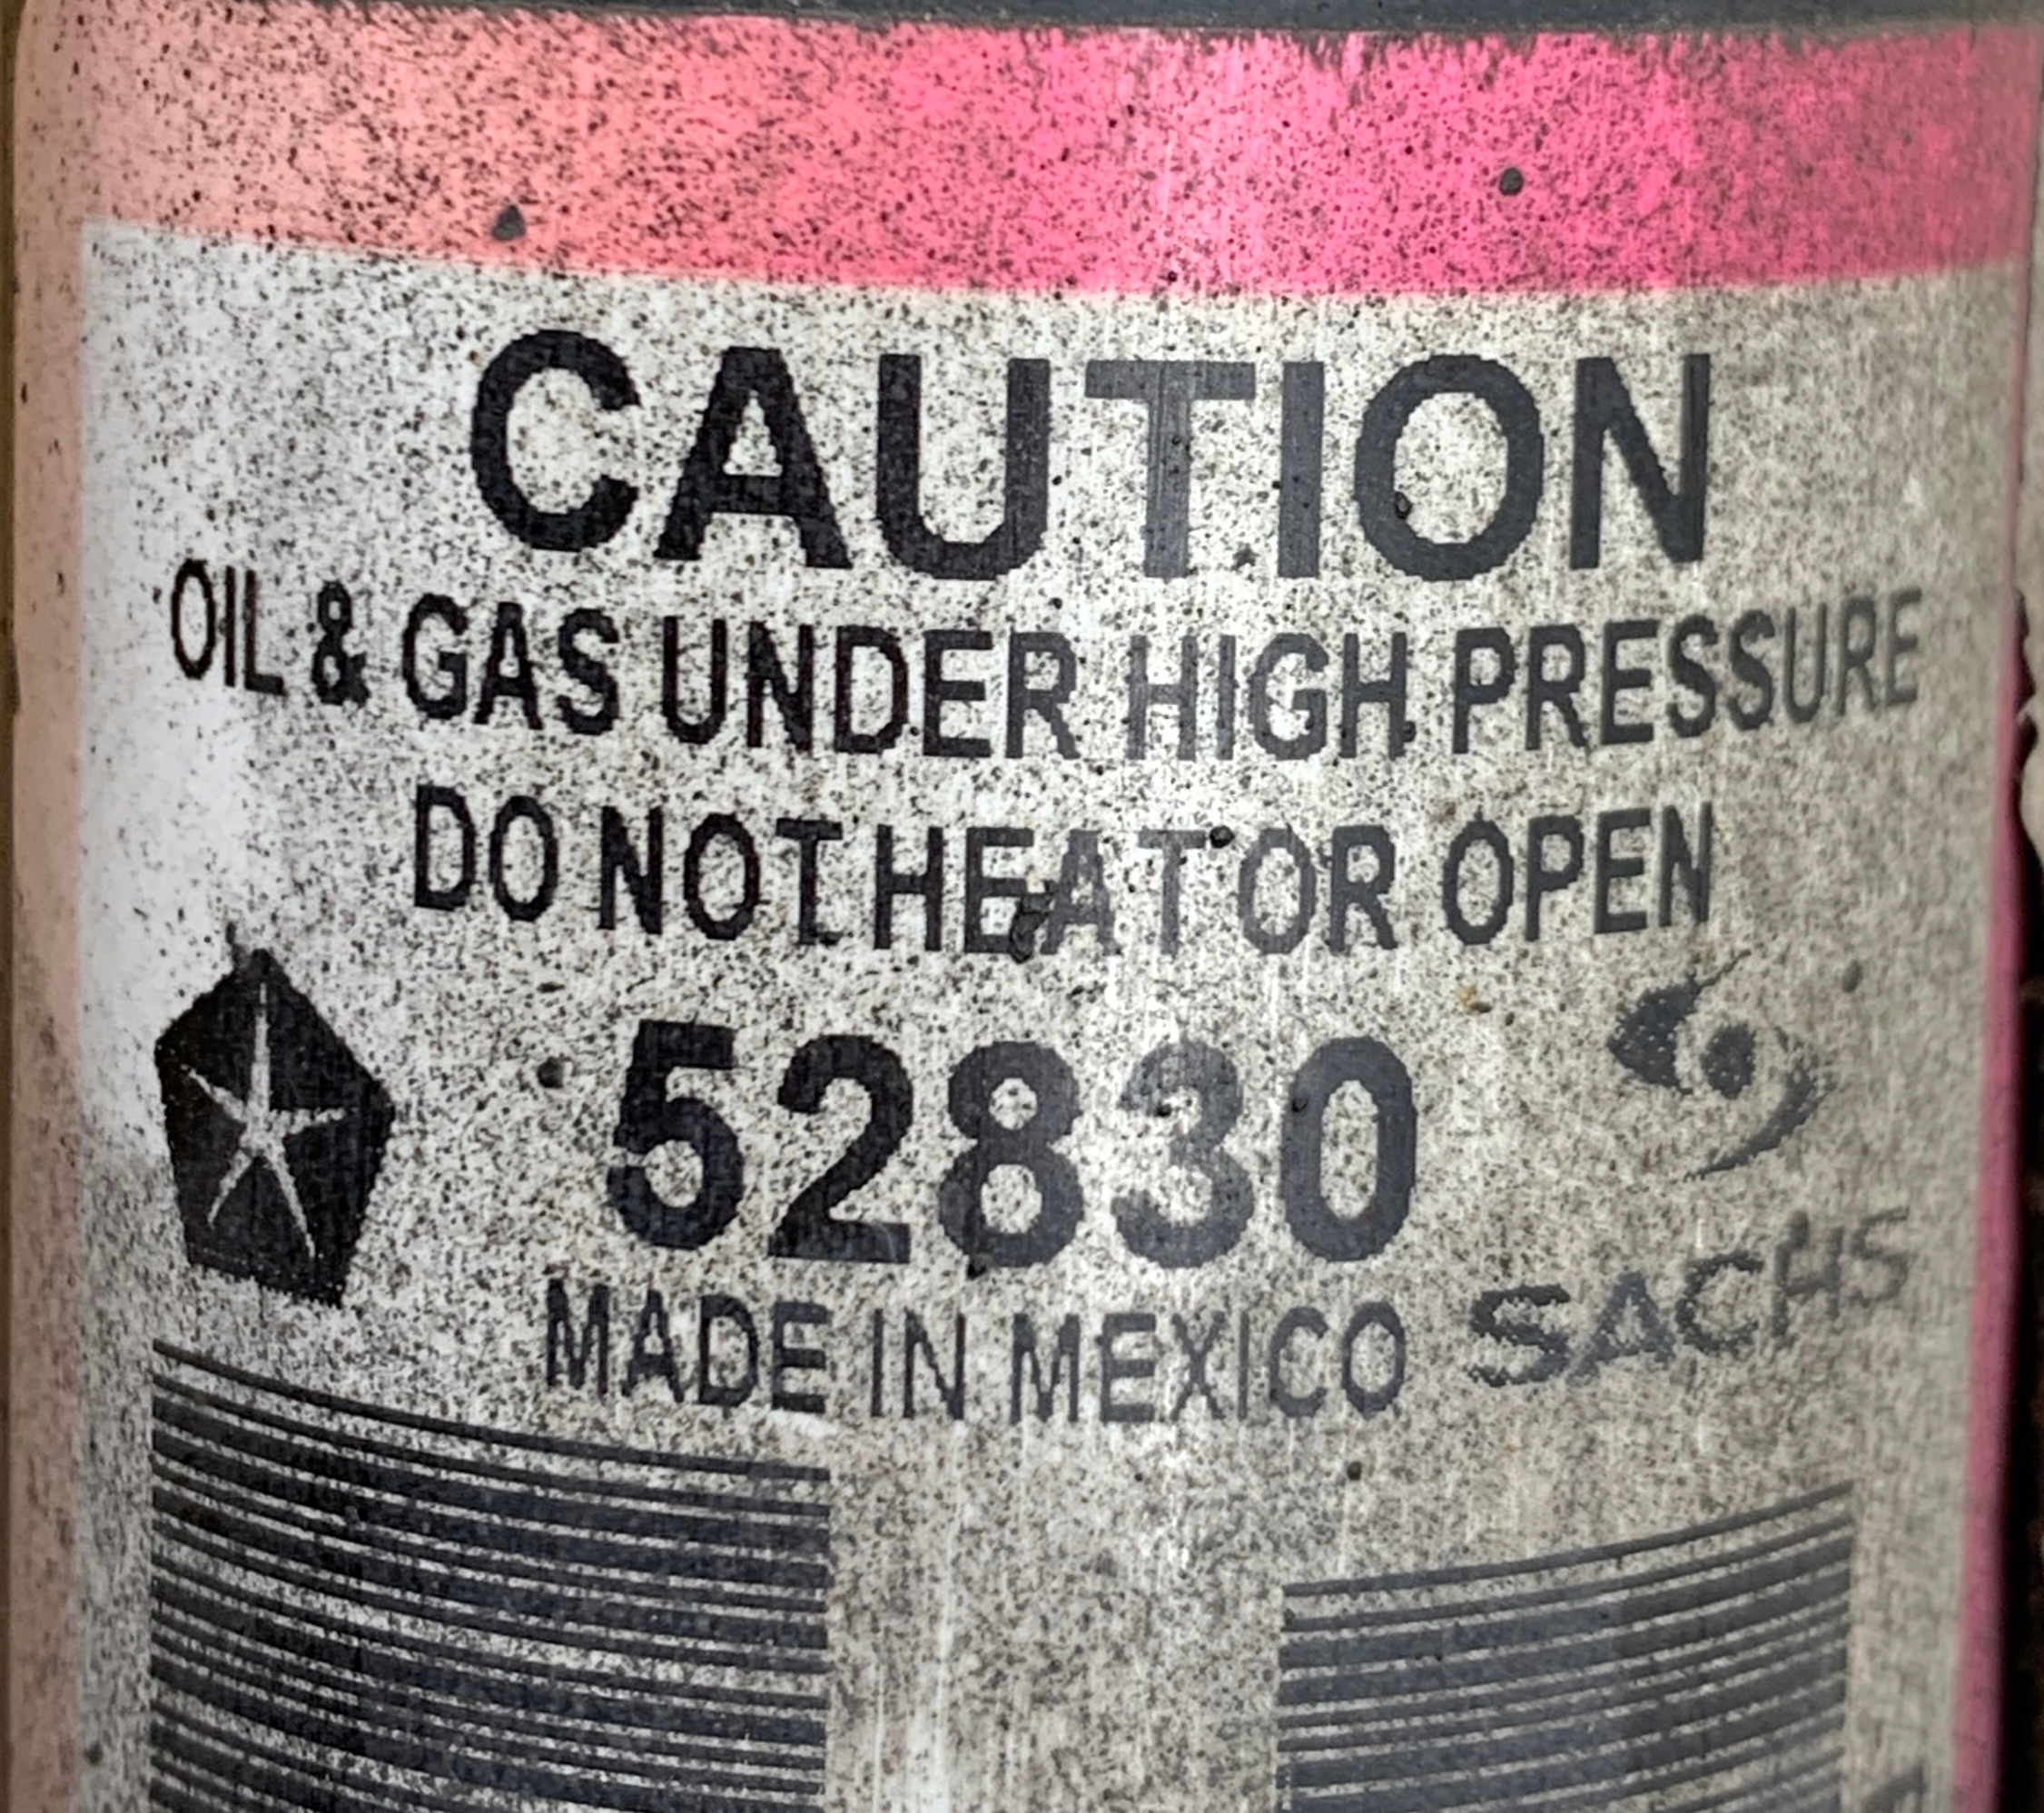 CAUTION
OIL & GAS UNDER HIGH PRESSURE
DO NOT HEAT OR OPEN
52830
MADE IN MEXICO
SACHS